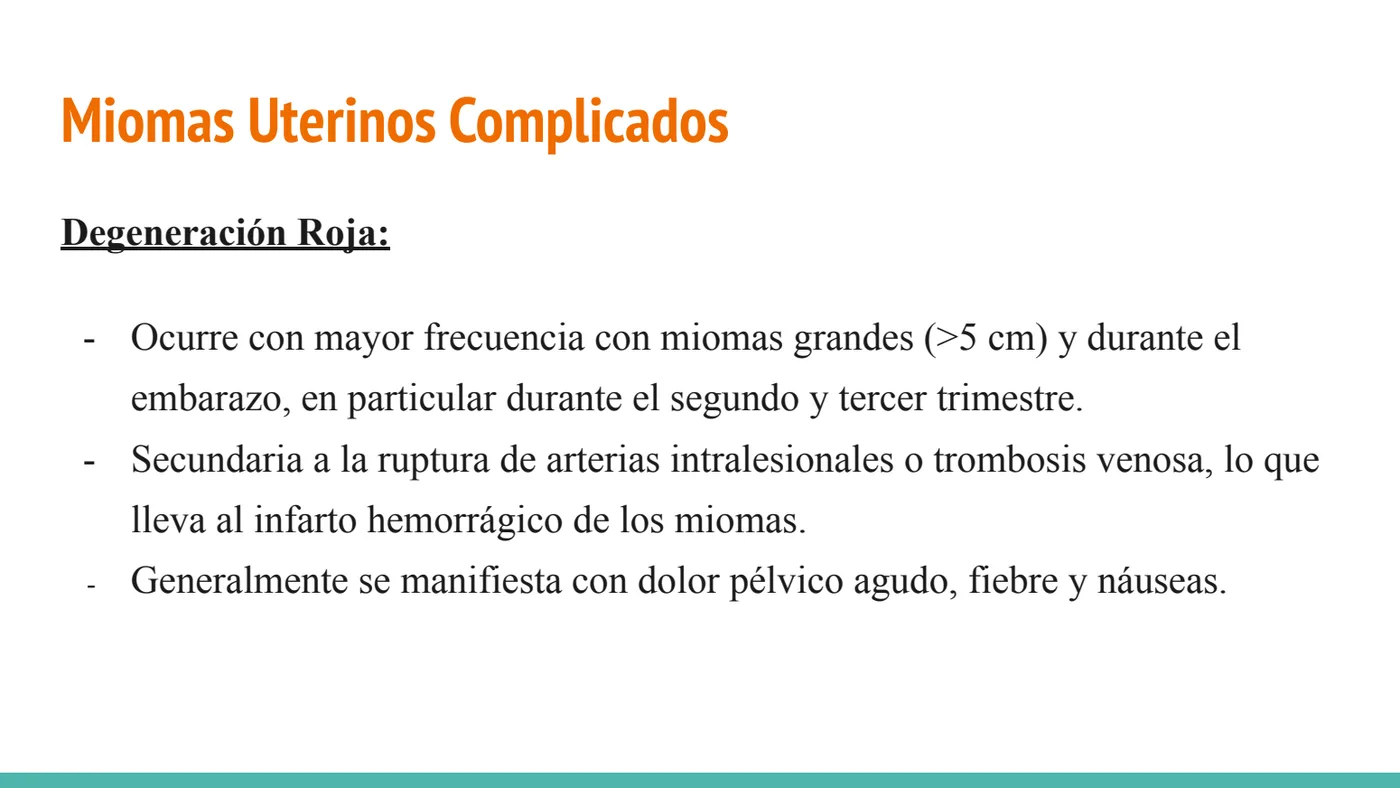 Miomas Uterinos Complicados
Degeneración Roja:
- Ocurre con mayor frecuencia con miomas grandes (>5 cm) y durante el
embarazo, en particular durante el segundo y tercer trimestre.
- Secundaria a la ruptura de arterias intralesionales o trombosis venosa, lo que
lleva al infarto hemorrágico de los miomas.
- Generalmente se manifiesta con dolor pélvico agudo, fiebre y náuseas.